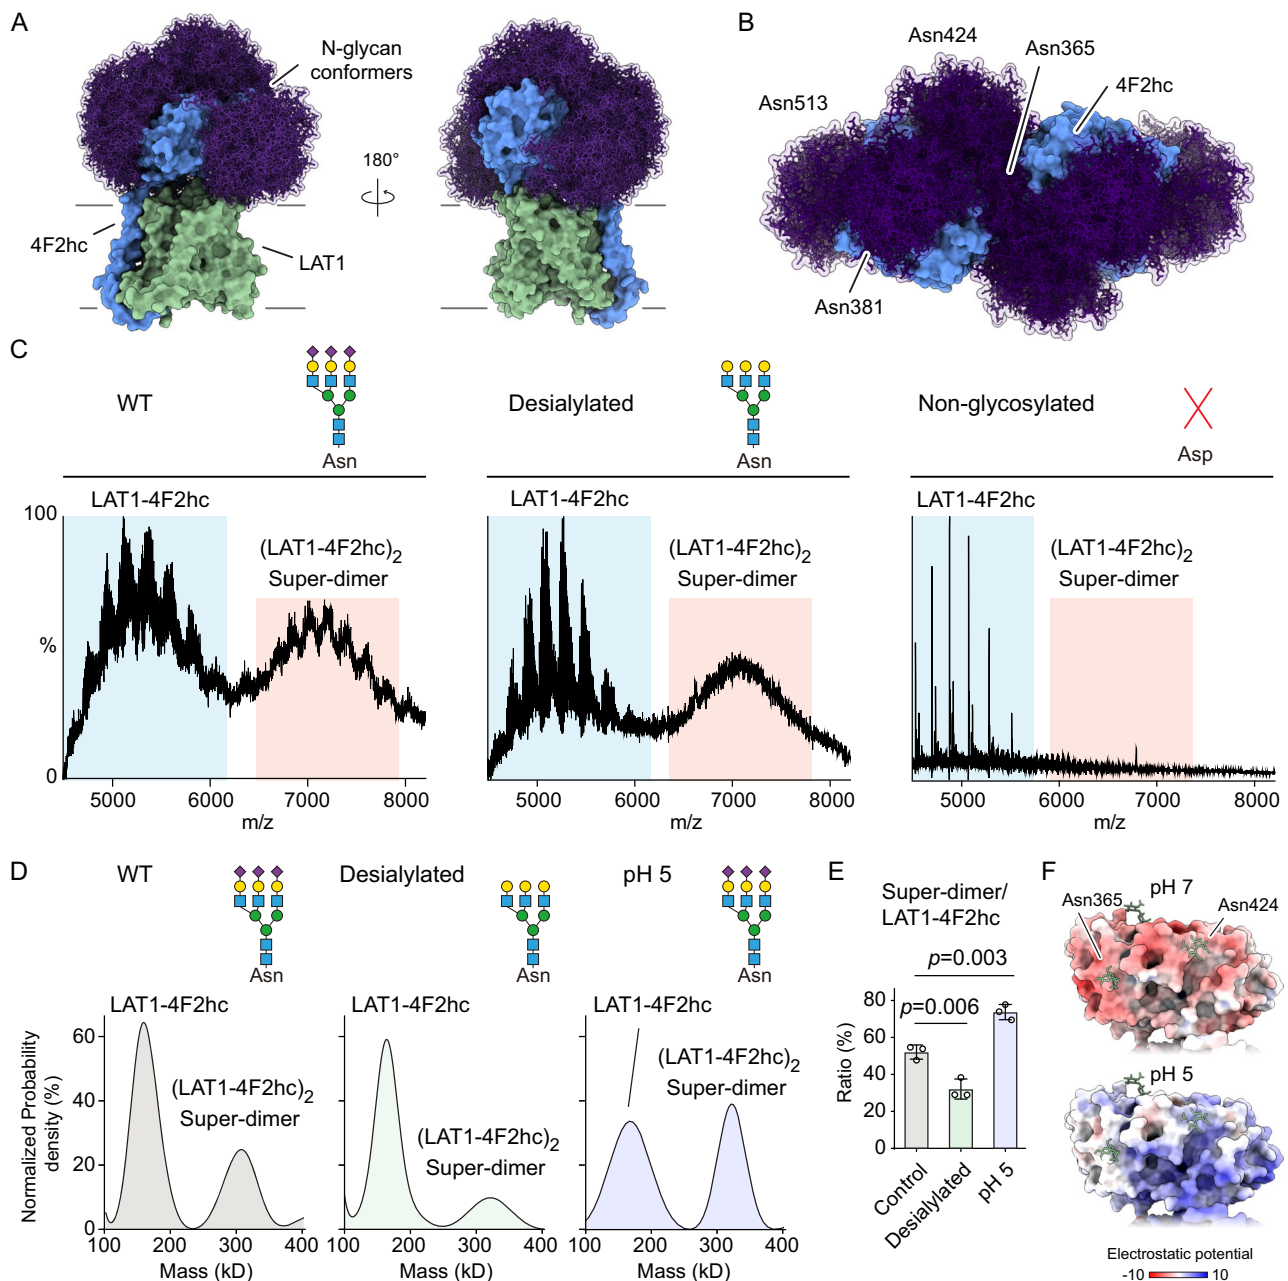 A
N-glycan
conformers
180°
4F2hc
LAT1
B
Asn424
Asn365
4F2hc
Asn513
Asn381
C
WT
Asn
Desialylated
Asn
Non-glycosylated
Asp
LAT1-4F2hc
(LAT1-4F2hc)2
Super-dimer
100
%
0
5000 6000 7000 8000
m/z
LAT1-4F2hc
(LAT1-4F2hc)2
Super-dimer
5000 6000 7000 8000
m/z
LAT1-4F2hc
(LAT1-4F2hc)2
Super-dimer
5000 6000 7000 8000
m/z
D
WT
Asn
Desialylated
Asn
pH 5
Asn
LAT1-4F2hc
(LAT1-4F2hc)2
Super-dimer
Normalized Probability
density (%)
60
40
20
0
100 200 300 400
Mass (kD)
LAT1-4F2hc
(LAT1-4F2hc)2
Super-dimer
100 200 300 400
Mass (kD)
LAT1-4F2hc
(LAT1-4F2hc)2
Super-dimer
100 200 300 400
Mass (kD)
E
Super-dimer/
LAT1-4F2hc
p=0.003
p=0.006
Ratio (%)
80
60
40
20
0
Control
Desialylated
pH 5
F
pH 7
Asn365
Asn424
pH 5
Electrostatic potential
-10 10